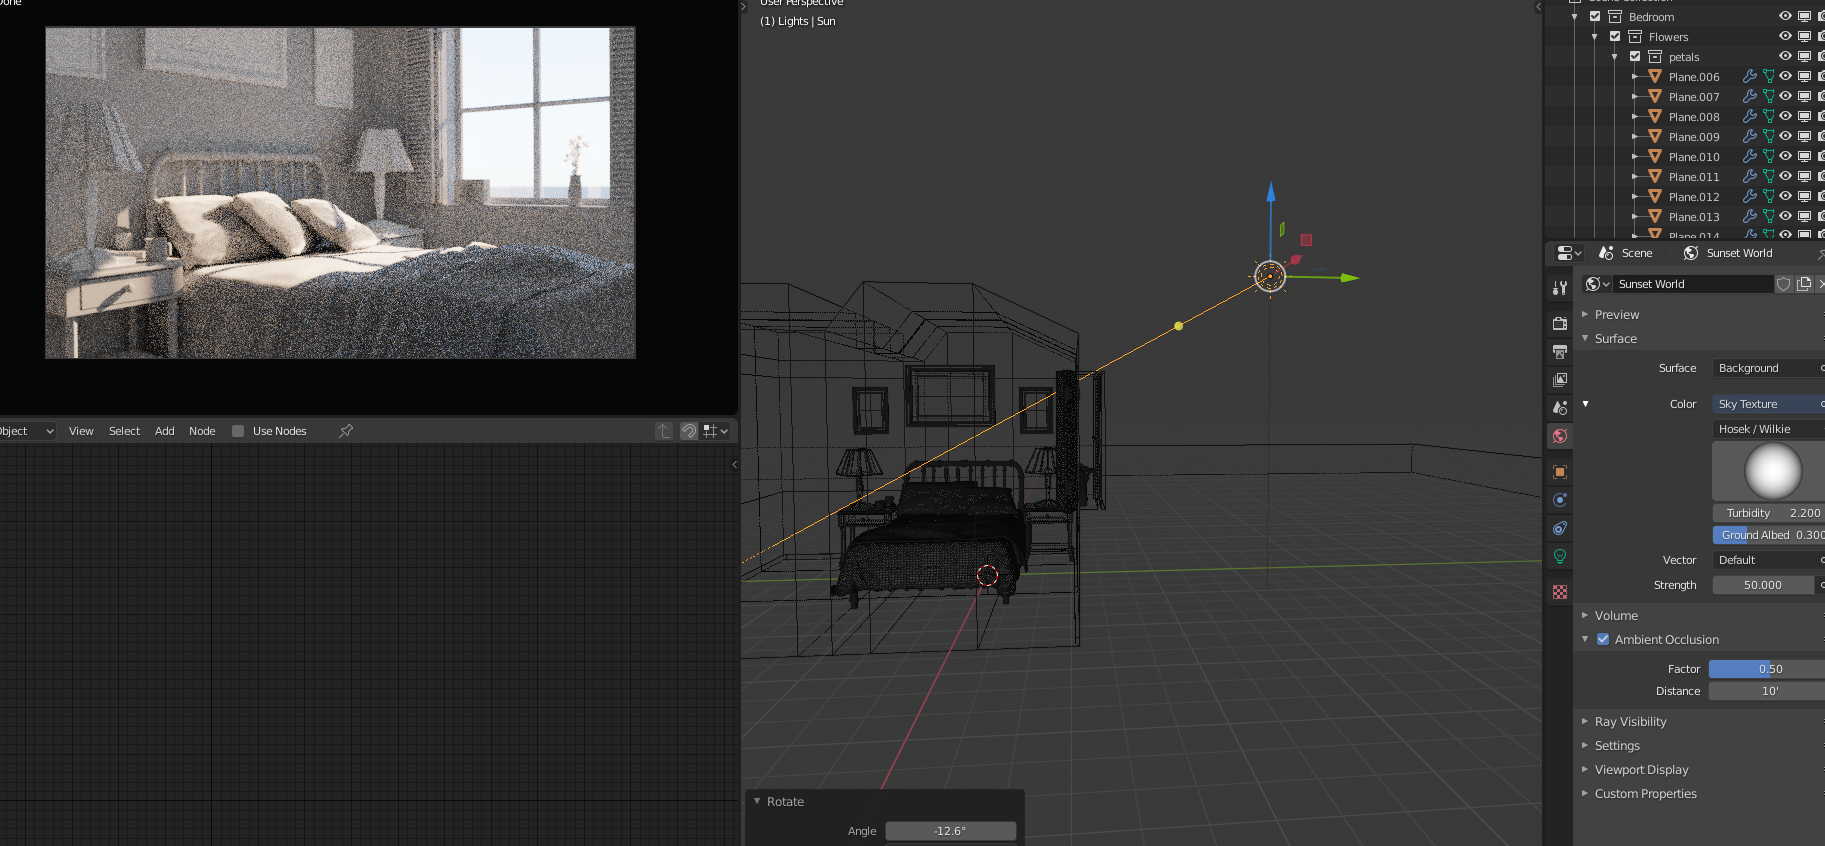 Done
User Perspective
(1) Lights | Sun
Object
View
Select
Add
Node
Use Nodes
Rotate
Angle
-12.6°
Scene Collection
Bedroom
Flowers
petals
Plane.006
Plane.007
Plane.008
Plane.009
Plane.010
Plane.011
Plane.012
Plane.013
Plane.014
Scene
Sunset World
Sunset World
Preview
Surface
Surface
Background
Color
Sky Texture
Hosek / Wilkie
Turbidity 2.200
Ground Albed 0.300
Vector
Default
Strength
50.000
Volume
Ambient Occlusion
Factor
0.50
Distance
10'
Ray Visibility
Settings
Viewport Display
Custom Properties